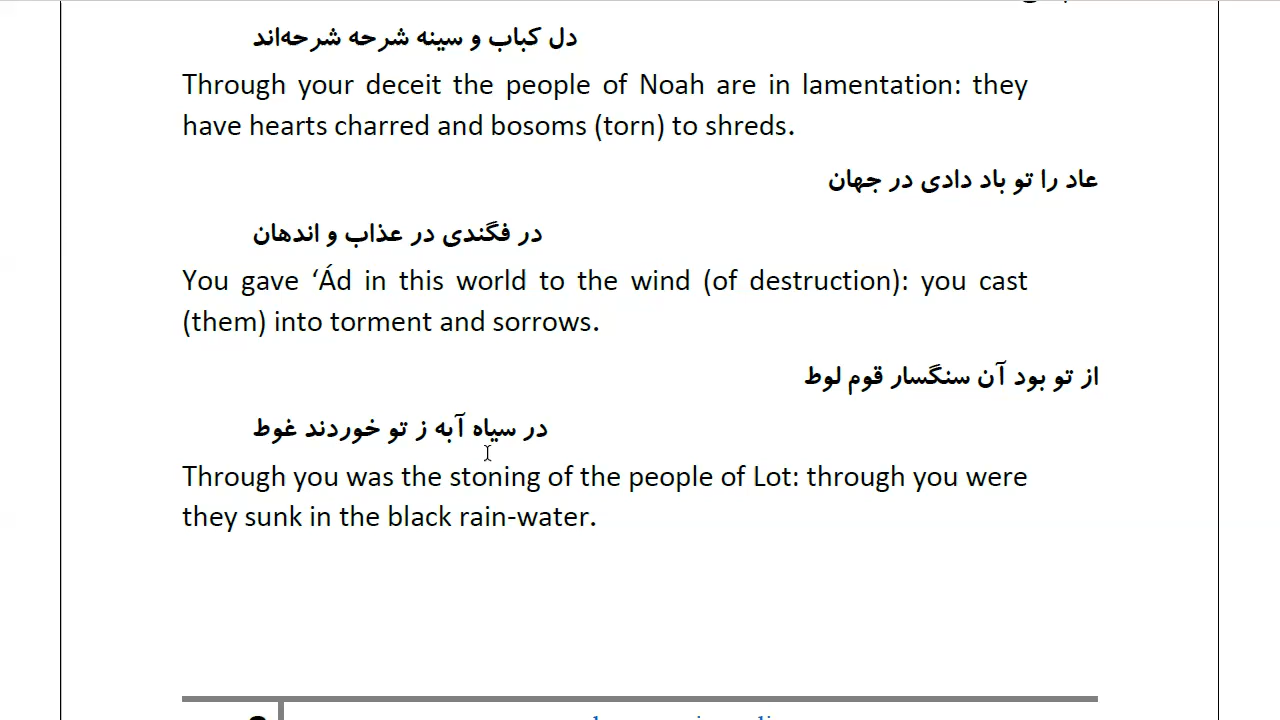 دل کباب و سینه شرحه شرحه‌اند
Through your deceit the people of Noah are in lamentation: they
have hearts charred and bosoms (torn) to shreds.
عاد را تو باد دادی در جهان
در فگندی در عذاب و اندهان
You gave ‘Ád in this world to the wind (of destruction): you cast
(them) into torment and sorrows.
از تو بود آن سنگسار قوم لوط
در سیاه آبه ز تو خوردند غوط
Through you was the stoning of the people of Lot: through you were
they sunk in the black rain-water.